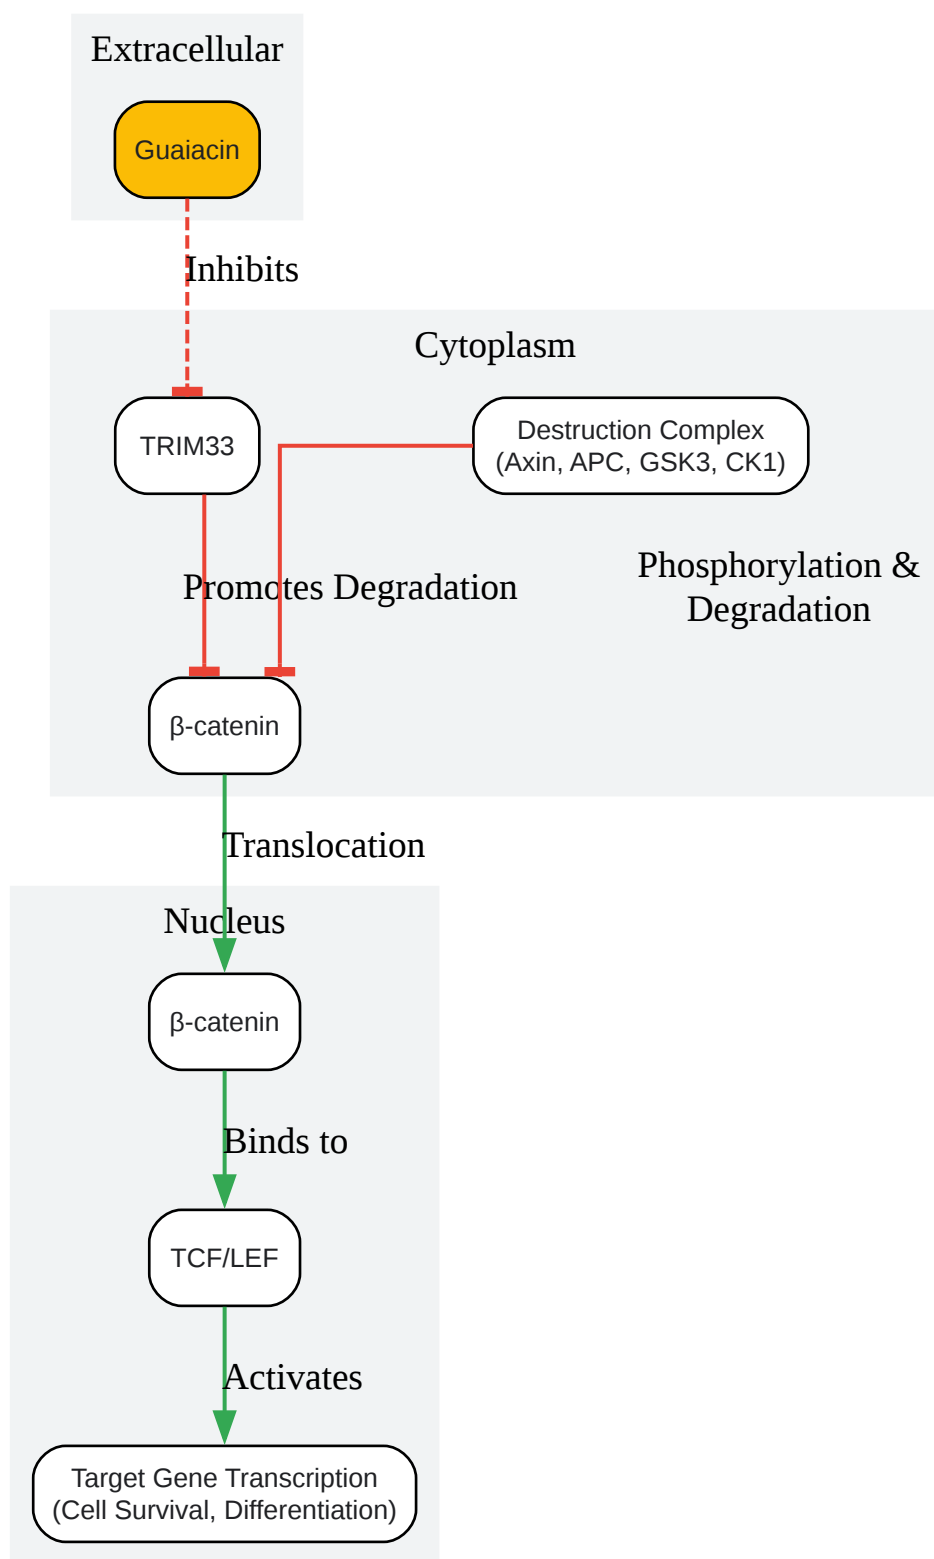 Extracellular
Guaiacin
Inhibits
Cytoplasm
TRIM33
Destruction Complex
(Axin, APC, GSK3, CK1)
Promotes Degradation
Phosphorylation &
Degradation
β-catenin
Translocation
Nucleus
β-catenin
Binds to
TCF/LEF
Activates
Target Gene Transcription
(Cell Survival, Differentiation)